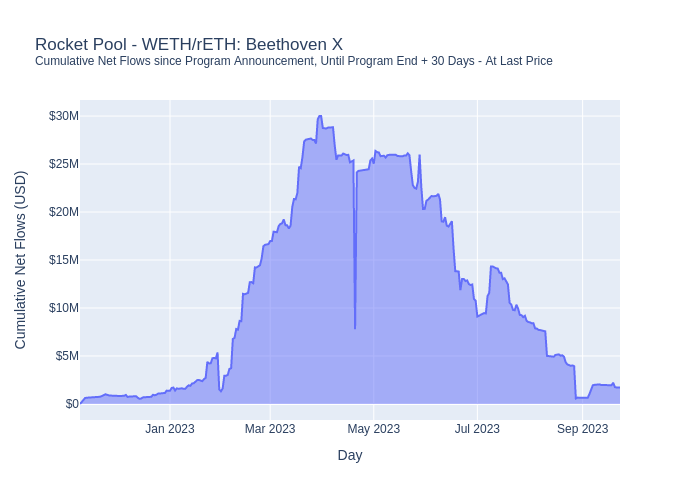 Rocket Pool - WETH/rETH: Beethoven X
Cumulative Net Flows since Program Announcement, Until Program End + 30 Days - At Last Price
Cumulative Net Flows (USD)
$30M
$25M
$20M
$15M
$10M
$5M
$0
Jan 2023
Mar 2023
May 2023
Jul 2023
Sep 2023
Day